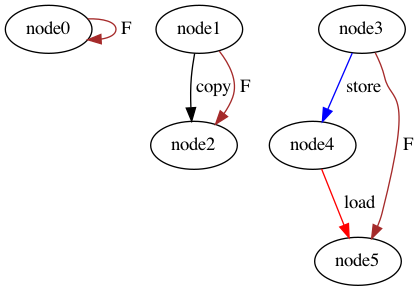 node0
F
node1
node3
copy
F
store
node2
node4
F
load
node5